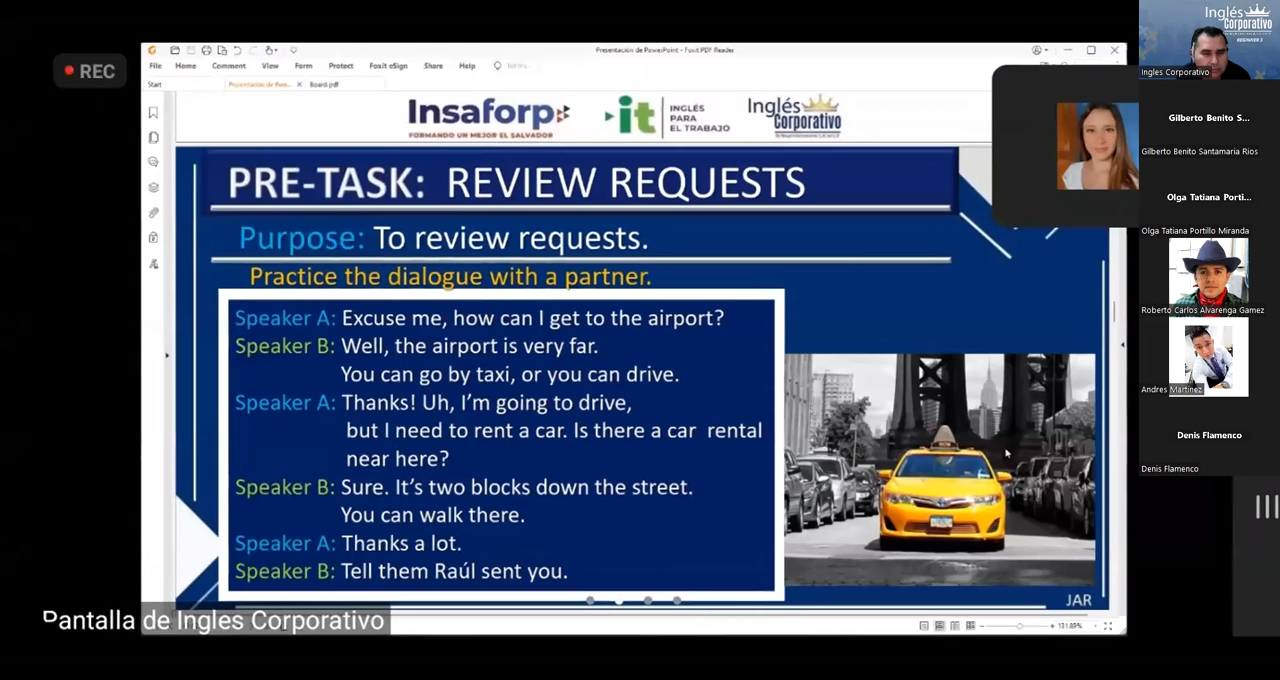 REC
Presentación de PowerPoint - Foxit PDF Reader
File Home Comment View Form Protect Foxit eSign Share Help
Start Board.pdf
Insaforp
FORMANDO UN MEJOR EL SALVADOR
it
INGLÉS
PARA
EL TRABAJO
Inglés
Corporativo
PRE-TASK: REVIEW REQUESTS
Purpose: To review requests.
Practice the dialogue with a partner.
Speaker A: Excuse me, how can I get to the airport?
Speaker B: Well, the airport is very far.
You can go by taxi, or you can drive.
Speaker A: Thanks! Uh, I'm going to drive,
but I need to rent a car. Is there a car rental
near here?
Speaker B: Sure. It's two blocks down the street.
You can walk there.
Speaker A: Thanks a lot.
Speaker B: Tell them Raúl sent you.
JAR
131.89%
Pantalla de Ingles Corporativo
Inglés
Corporativo
BEGINNER 3
Ingles Corporativo
Gilberto Benito S...
Gilberto Benito Santamaria Rios
Olga Tatiana Porti...
Olga Tatiana Portillo Miranda
Roberto Carlos Alvarenga Gamez
Andres Martinez
Denis Flamenco
Denis Flamenco